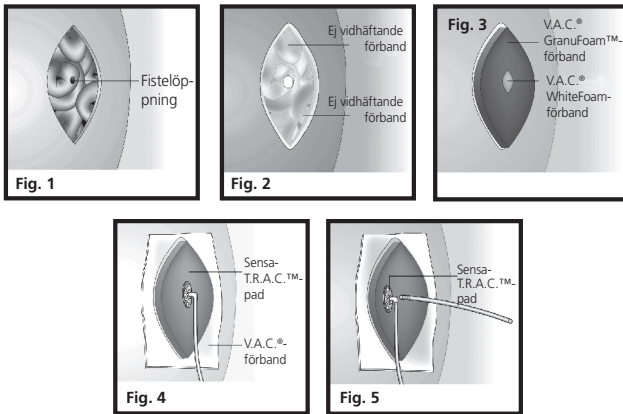 Fistelöp-
pning
Fig. 1
Ej vidhäftande
förband
Ej vidhäftande
förband
Fig. 2
Fig. 3
V.A.C.®
GranuFoam™-
förband
V.A.C.®
WhiteFoam-
förband
Sensa-
T.R.A.C.™-
pad
V.A.C.®-
förband
Fig. 4
Sensa-
T.R.A.C.™-
pad
Fig. 5